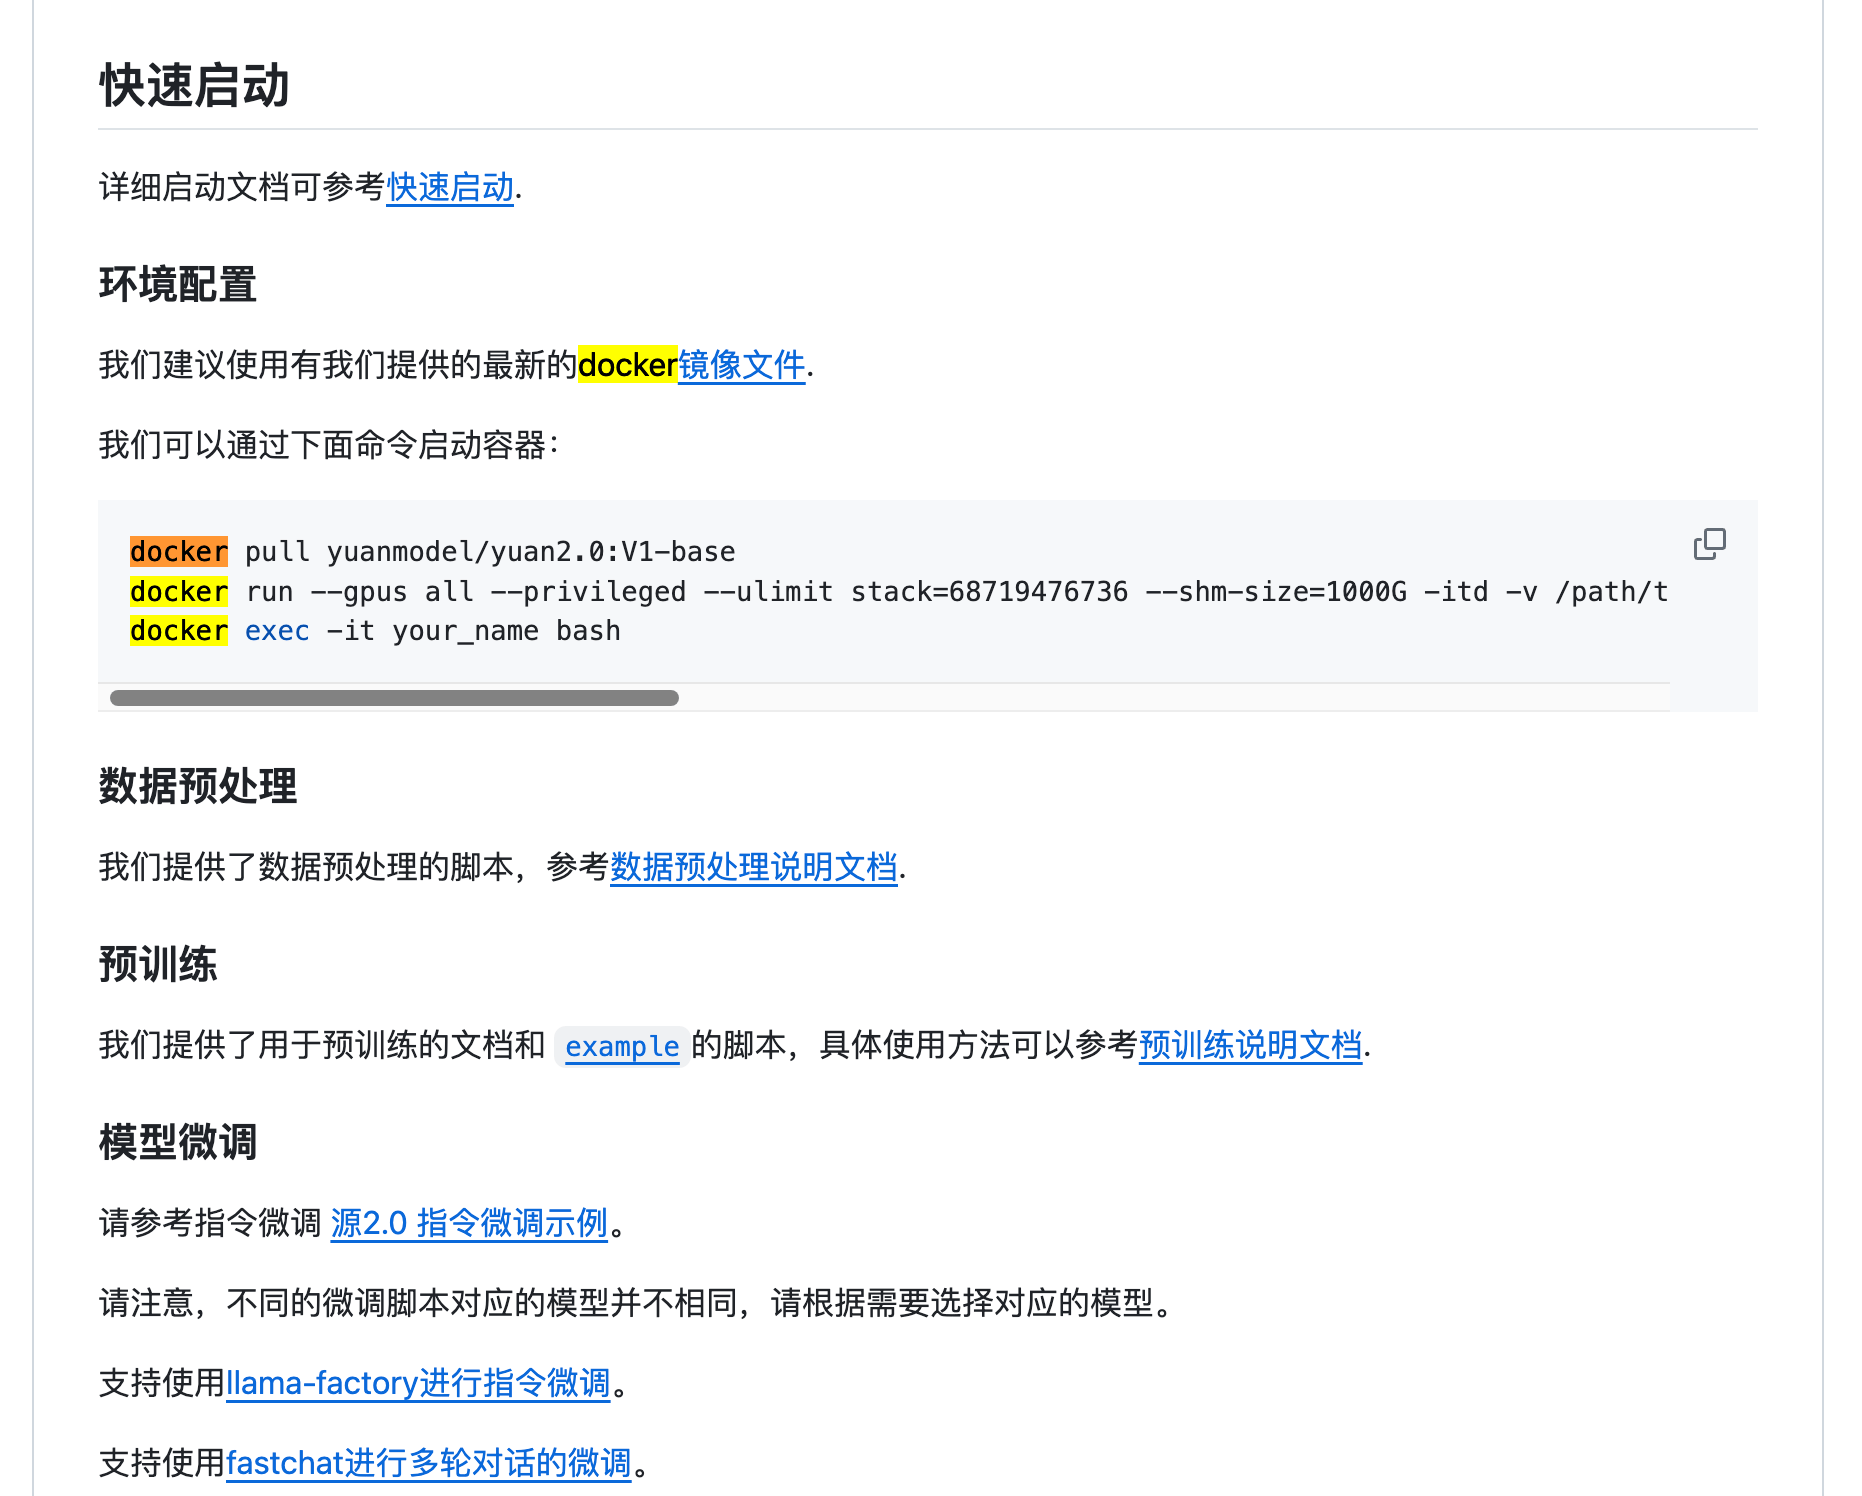 快速启动
详细启动文档可参考快速启动.
环境配置
我们建议使用有我们提供的最新的docker镜像文件.
我们可以通过下面命令启动容器：
docker pull yuanmodel/yuan2.0:V1-base
docker run --gpus all --privileged --ulimit stack=68719476736 --shm-size=1000G -itd -v /path/t
docker exec -it your_name bash
数据预处理
我们提供了数据预处理的脚本，参考数据预处理说明文档.
预训练
我们提供了用于预训练的文档和 example的脚本，具体使用方法可以参考预训练说明文档.
模型微调
请参考指令微调 源2.0 指令微调示例。
请注意，不同的微调脚本对应的模型并不相同，请根据需要选择对应的模型。
支持使用llama-factory进行指令微调。
支持使用fastchat进行多轮对话的微调。